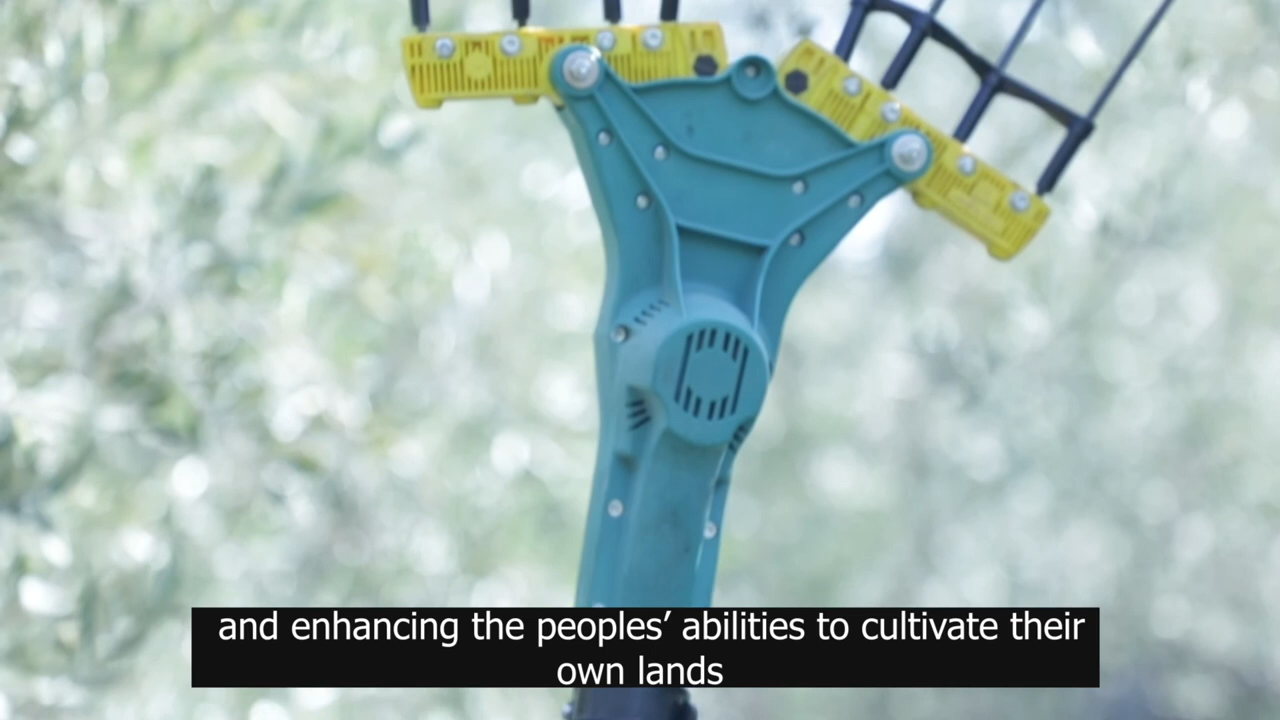 and enhancing the peoples’ abilities to cultivate their
own lands